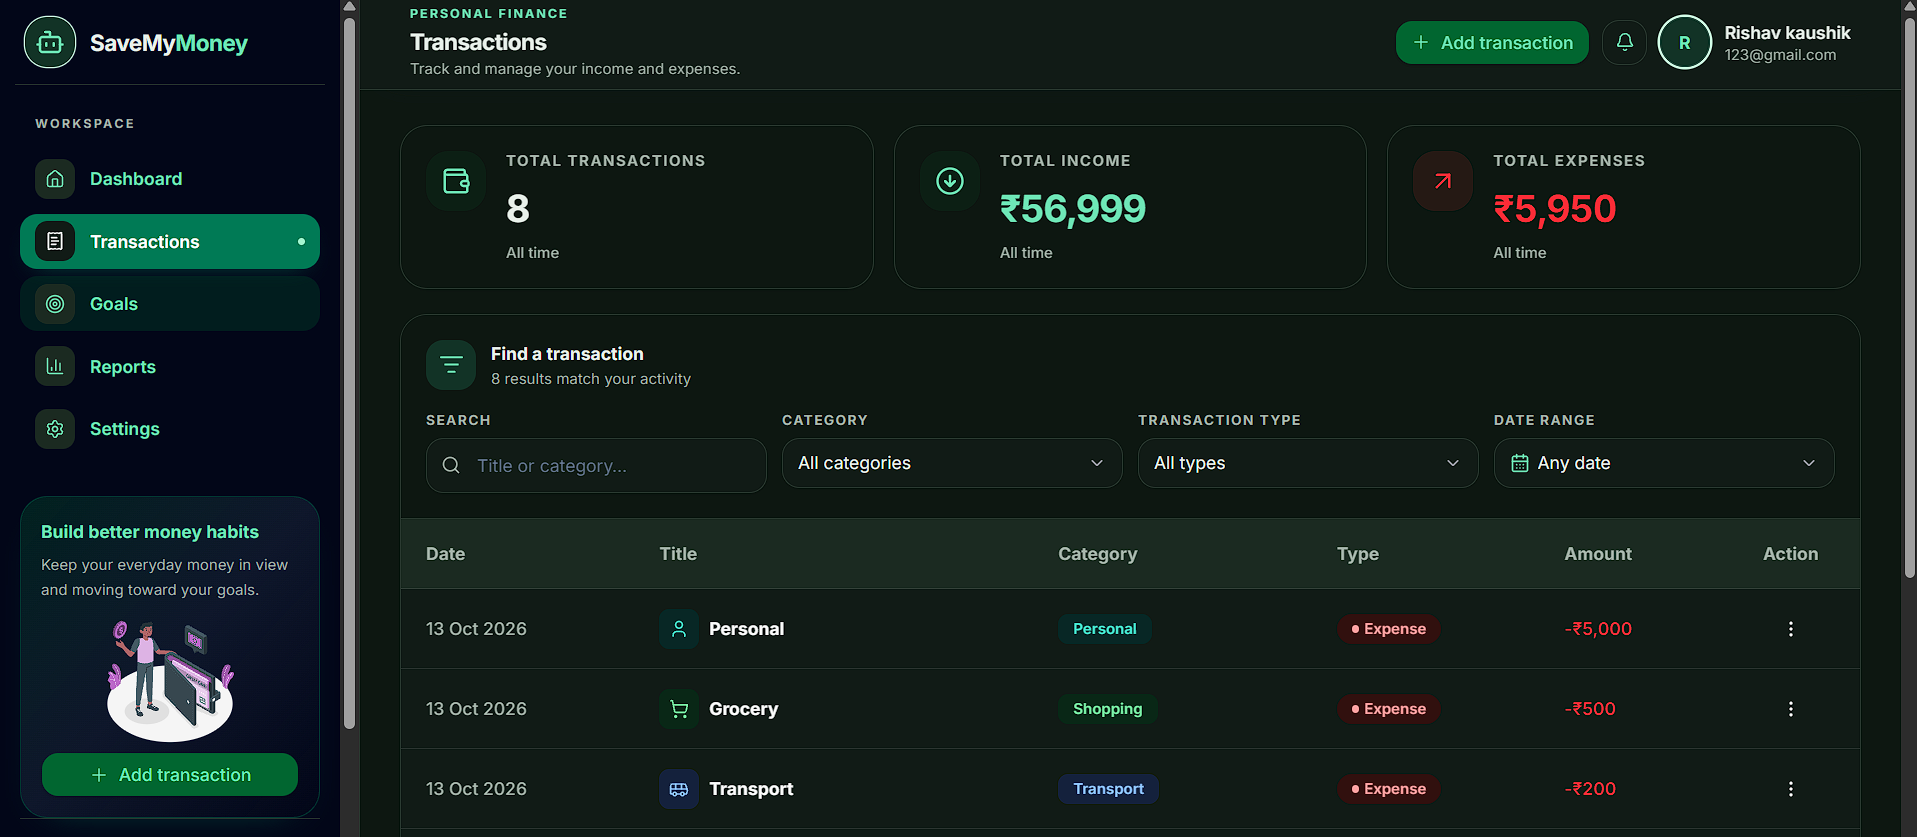 SaveMyMoney
WORKSPACE
Dashboard
Transactions
Goals
Reports
Settings
Build better money habits
Keep your everyday money in view
and moving toward your goals.
+ Add transaction
PERSONAL FINANCE
Transactions
Track and manage your income and expenses.
+ Add transaction
R
Rishav kaushik
123@gmail.com
TOTAL TRANSACTIONS
8
All time
TOTAL INCOME
₹56,999
All time
TOTAL EXPENSES
₹5,950
All time
Find a transaction
8 results match your activity
SEARCH
Title or category...
CATEGORY
All categories
TRANSACTION TYPE
All types
DATE RANGE
Any date
Date Title Category Type Amount Action
13 Oct 2026 Personal Personal Expense -₹5,000
13 Oct 2026 Grocery Shopping Expense -₹500
13 Oct 2026 Transport Transport Expense -₹200